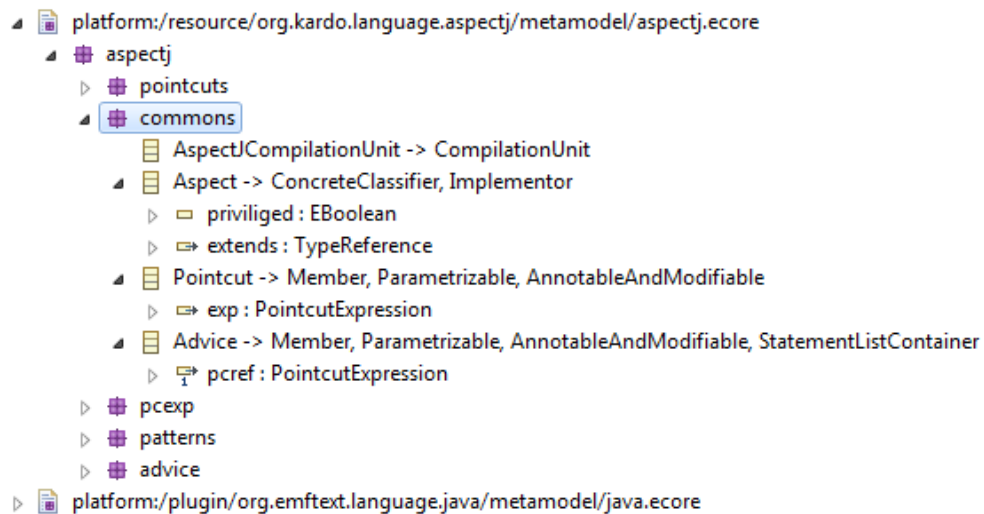 platform:/resource/org.kardo.language.aspectj/metamodel/aspectj.ecore
aspectj
pointcuts
commons
AspectJCompilationUnit -> CompilationUnit
Aspect -> ConcreteClassifier, Implementor
priviliged : EBoolean
extends : TypeReference
Pointcut -> Member, Parametrizable, AnnotableAndModifiable
exp : PointcutExpression
Advice -> Member, Parametrizable, AnnotableAndModifiable, StatementListContainer
1 pcref : PointcutExpression
pcexp
patterns
advice
platform:/plugin/org.emftext.language.java/metamodel/java.ecore